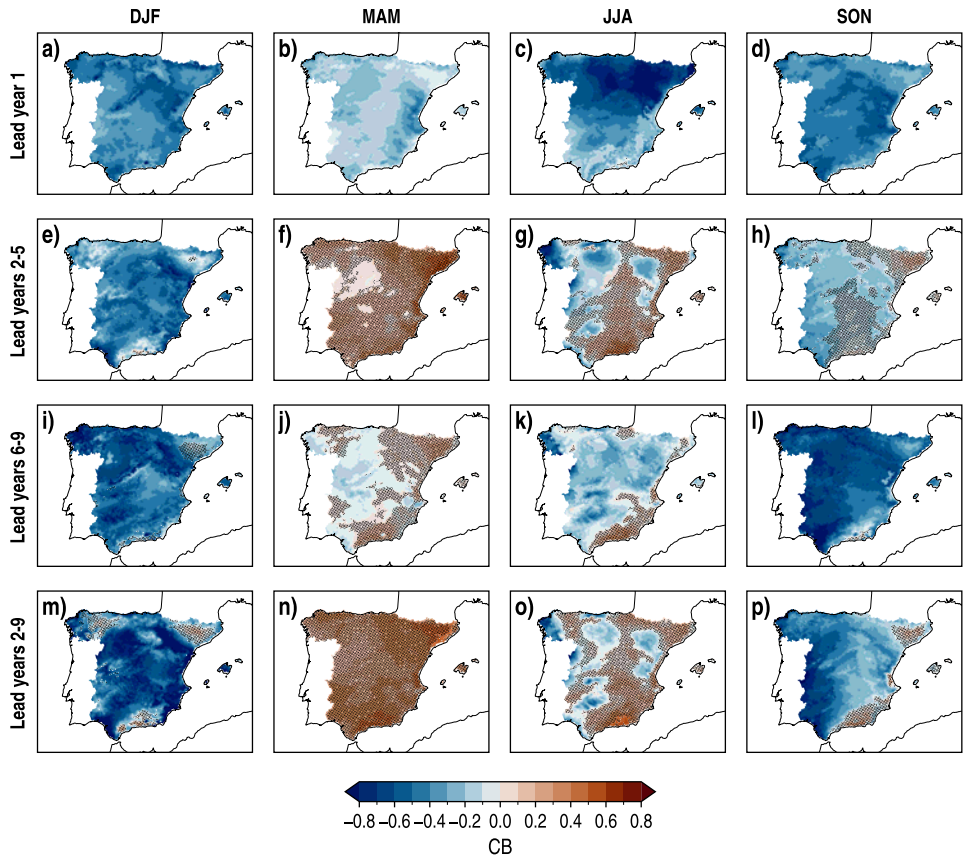 DJF MAM JJA SON
Lead year 1
a) b) c) d)
Lead years 2-5
e) f) g) h)
Lead years 6-9
i) j) k) l)
Lead years 2-9
m) n) o) p)
−0.8 −0.6 −0.4 −0.2 0.0 0.2 0.4 0.6 0.8
CB